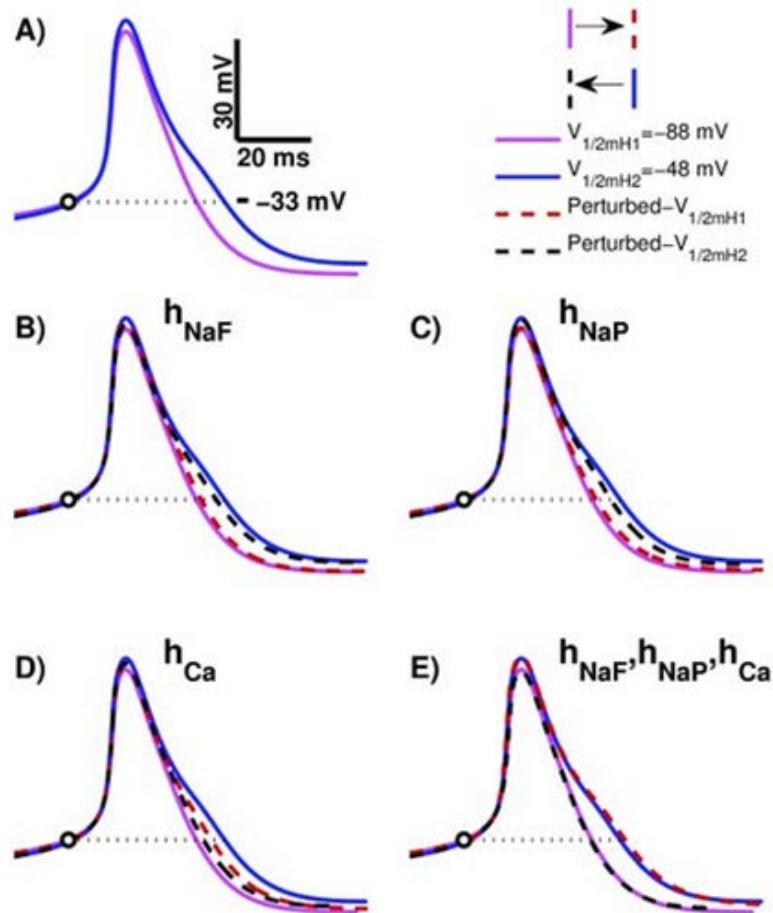 A)
30 mV
20 ms
−33 mV
V1/2mH1=−88 mV
V1/2mH2=−48 mV
Perturbed−V1/2mH1
Perturbed−V1/2mH2
B)
hNaF
C)
hNaP
D)
hCa
E)
hNaF,hNaP,hCa